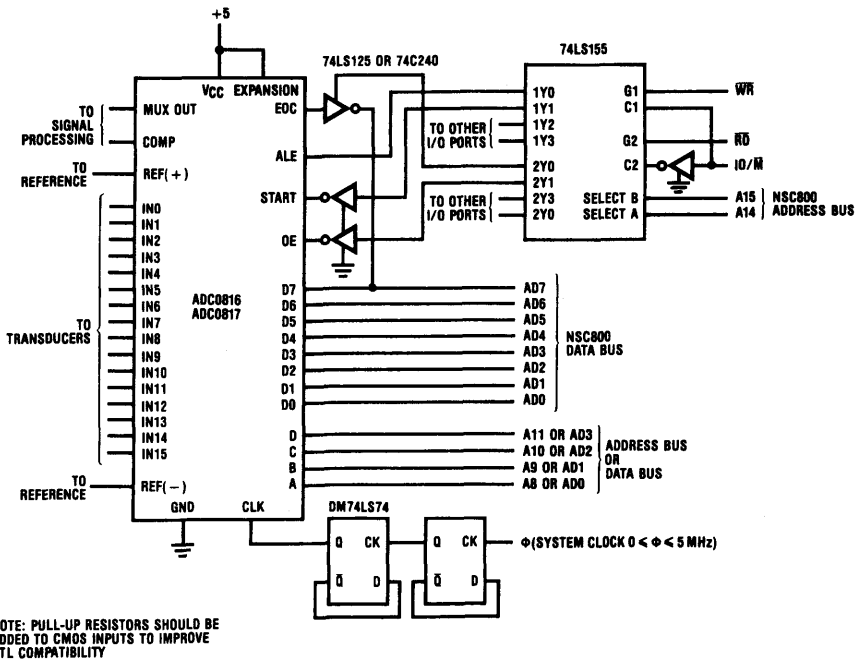 +5
74LS125 OR 74C240
74LS155
VCC EXPANSION
MUX OUT
EOC
TO
SIGNAL
PROCESSING
COMP
ALE
TO
REFERENCE
REF(+)
START
OE
IN0
IN1
IN2
IN3
IN4
IN5
IN6
IN7
IN8
IN9
IN10
IN11
IN12
IN13
IN14
IN15
TO
TRANSDUCERS
ADC0816
ADC0817
D7
D6
D5
D4
D3
D2
D1
D0
D
C
B
A
TO
REFERENCE
REF(−)
GND
CLK
1Y0
1Y1
1Y2
1Y3
2Y0
2Y1
2Y3
2Y0
TO OTHER
I/O PORTS
TO OTHER
I/O PORTS
G1
C1
G2
C2
SELECT B
SELECT A
W̅R̅
R̅D̅
IO/M̅
A15
A14
NSC800
ADDRESS BUS
AD7
AD6
AD5
AD4
AD3
AD2
AD1
AD0
NSC800
DATA BUS
A11 OR AD3
A10 OR AD2
A9 OR AD1
A8 OR AD0
ADDRESS BUS
OR
DATA BUS
DM74LS74
Q CK
Q̅ D
Q CK
Q̅ D
Φ(SYSTEM CLOCK 0 ⩽ Φ ⩽ 5 MHz)
OTE: PULL-UP RESISTORS SHOULD BE
DDED TO CMOS INPUTS TO IMPROVE
TL COMPATIBILITY